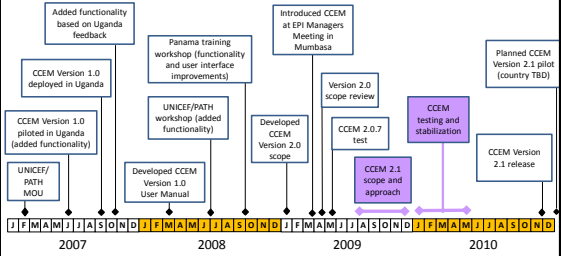 Added functionality
based on Uganda
feedback
CCEM Version 1.0
deployed in Uganda
CCEM Version 1.0
piloted in Uganda
(added functionality)
UNICEF/
PATH
MOU
Panama training
workshop (functionality
and user interface
improvements)
UNICEF/PATH
workshop (added
functionality)
Developed CCEM
Version 1.0
User Manual
Introduced CCEM
at EPI Managers
Meeting in
Mumbasa
Developed
CCEM
Version 2.0
scope
Version 2.0
scope review
CCEM 2.0.7
test
CCEM 2.1
scope and
approach
CCEM
testing and
stabilization
Planned CCEM
Version 2.1 pilot
(country TBD)
CCEM Version
2.1 release
J F M A M J J A S O N D J F M A M J J A S O N D J F M A M J J A S O N D J F M A M J J A S O N D
2007 2008 2009 2010